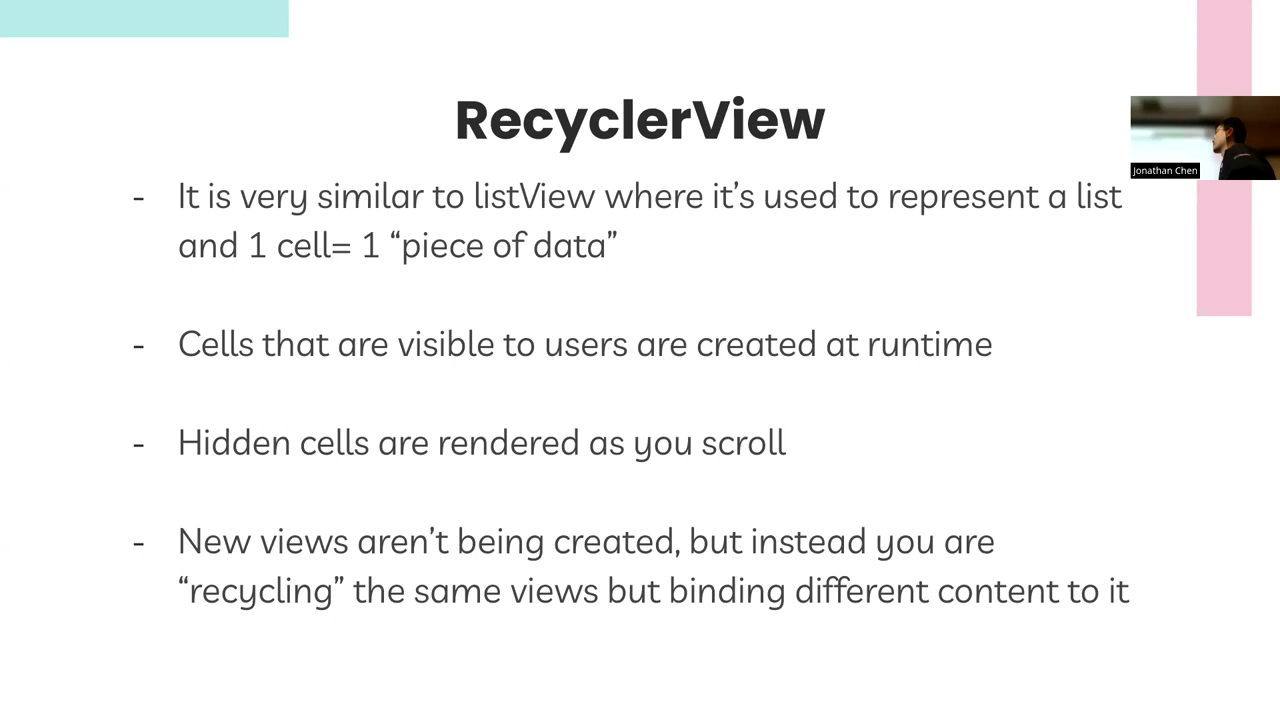 RecyclerView
- It is very similar to listView where it’s used to represent a list
and 1 cell= 1 “piece of data”
- Cells that are visible to users are created at runtime
- Hidden cells are rendered as you scroll
- New views aren’t being created, but instead you are
“recycling” the same views but binding different content to it
Jonathan Chen